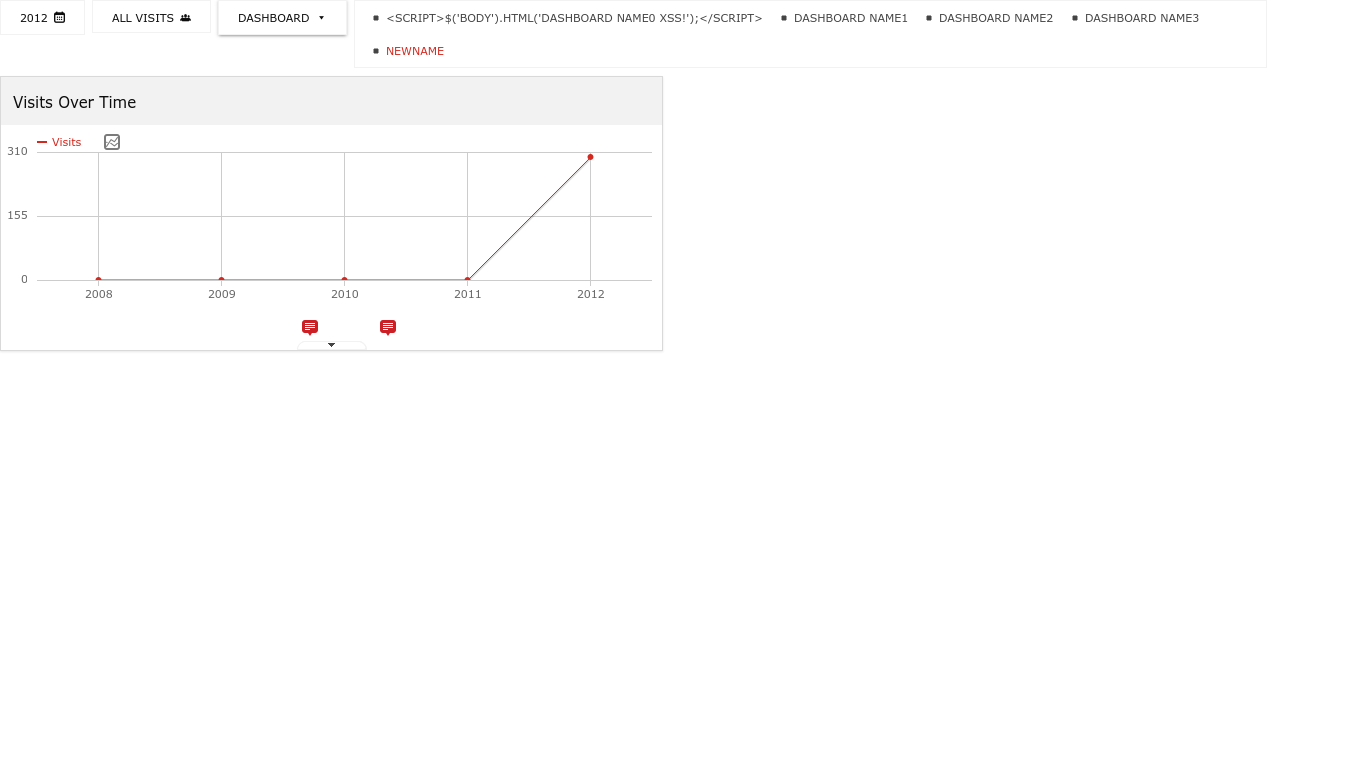 2012
ALL VISITS
DASHBOARD
<SCRIPT>$('BODY').HTML('DASHBOARD NAME0 XSS!');</SCRIPT>
DASHBOARD NAME1
DASHBOARD NAME2
DASHBOARD NAME3
NEWNAME
Visits Over Time
Visits
310
155
0
2008 2009 2010 2011 2012